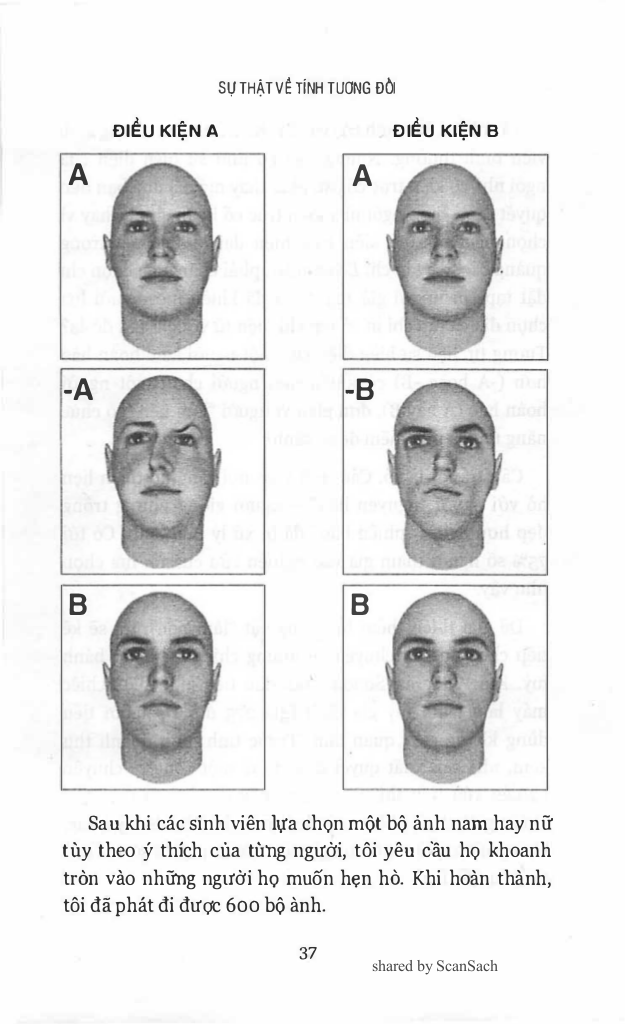 SỰ THẬT VỀ TÍNH TƯƠNG ĐỐI
ĐIỀU KIỆN A
ĐIỀU KIỆN B
A
A
-A
-B
B
B
Sau khi các sinh viên lựa chọn một bộ ảnh nam hay nữ
tùy theo ý thích của từng người, tôi yêu cầu họ khoanh
tròn vào những người họ muốn hẹn hò. Khi hoàn thành,
tôi đã phát đi được 600 bộ ảnh.
37
shared by ScanSach